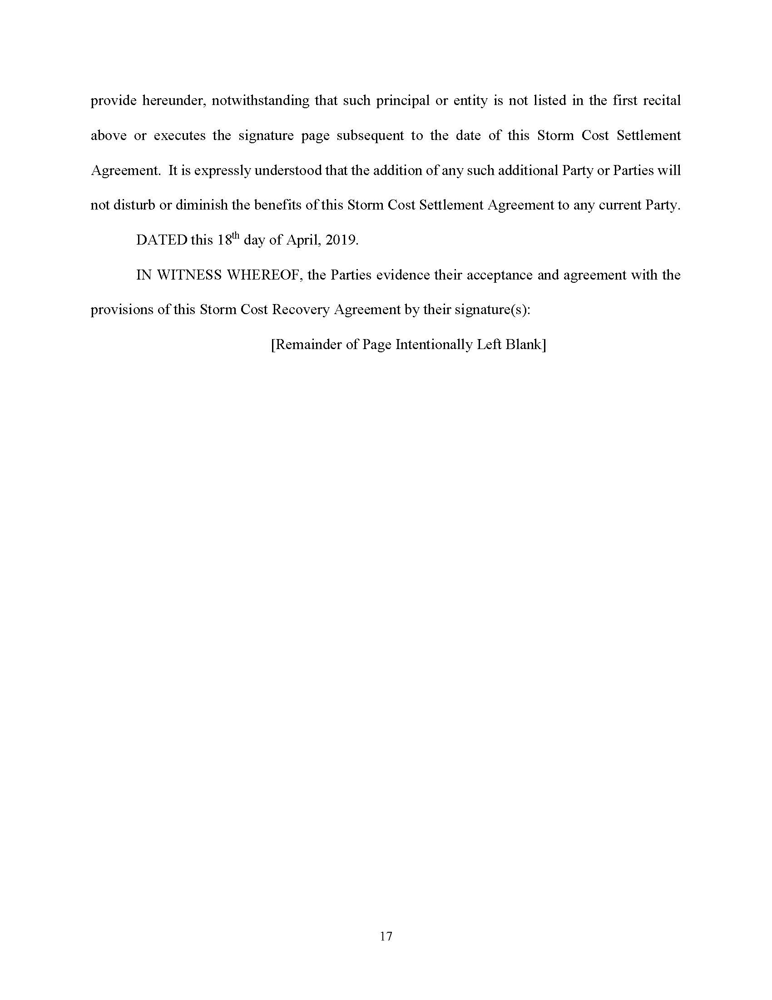 provide hereunder, notwithstanding that such principal or entity is not listed in the first recital
above or executes the signature page subsequent to the date of this Storm Cost Settlement
Agreement.  It is expressly understood that the addition of any such additional Party or Parties will
not disturb or diminish the benefits of this Storm Cost Settlement Agreement to any current Party.
DATED this 18th day of April, 2019.
IN WITNESS WHEREOF, the Parties evidence their acceptance and agreement with the
provisions of this Storm Cost Recovery Agreement by their signature(s):
[Remainder of Page Intentionally Left Blank]
17